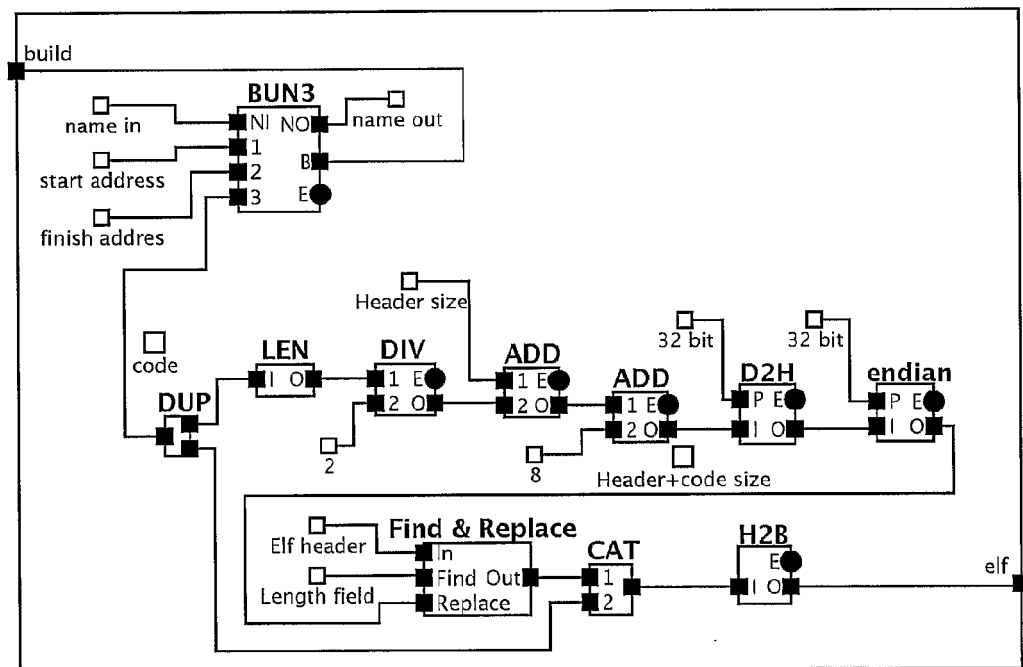 build
BUN3
name in
NI NO
name out
1
start address
B
2
3
E
finish addres
Header size
32 bit
32 bit
code
LEN
DIV
ADD
ADD
D2H
endian
I O
1 E
2 O
1 E
2 O
1 E
2 O
P E
I O
P E
I O
DUP
2
8
Header+code size
Elf header
Find & Replace
In
CAT
H2B
E
elf
Length field
Find Out
1
I O
Replace
2